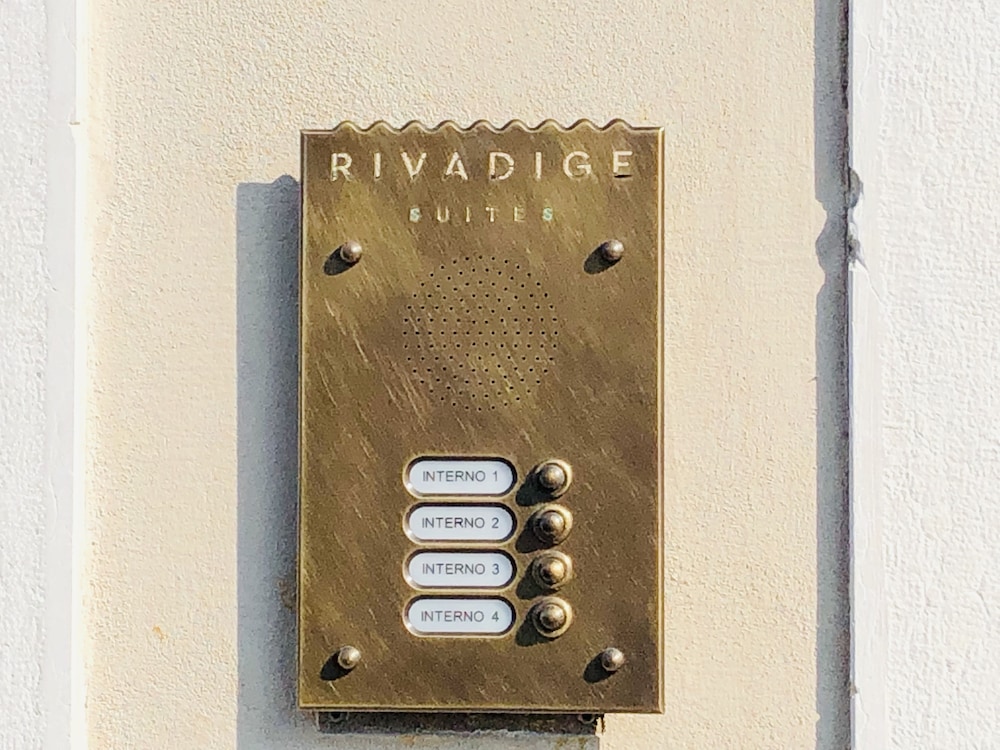 RIVADIGE
SUITES
INTERNO 1
INTERNO 2
INTERNO 3
INTERNO 4